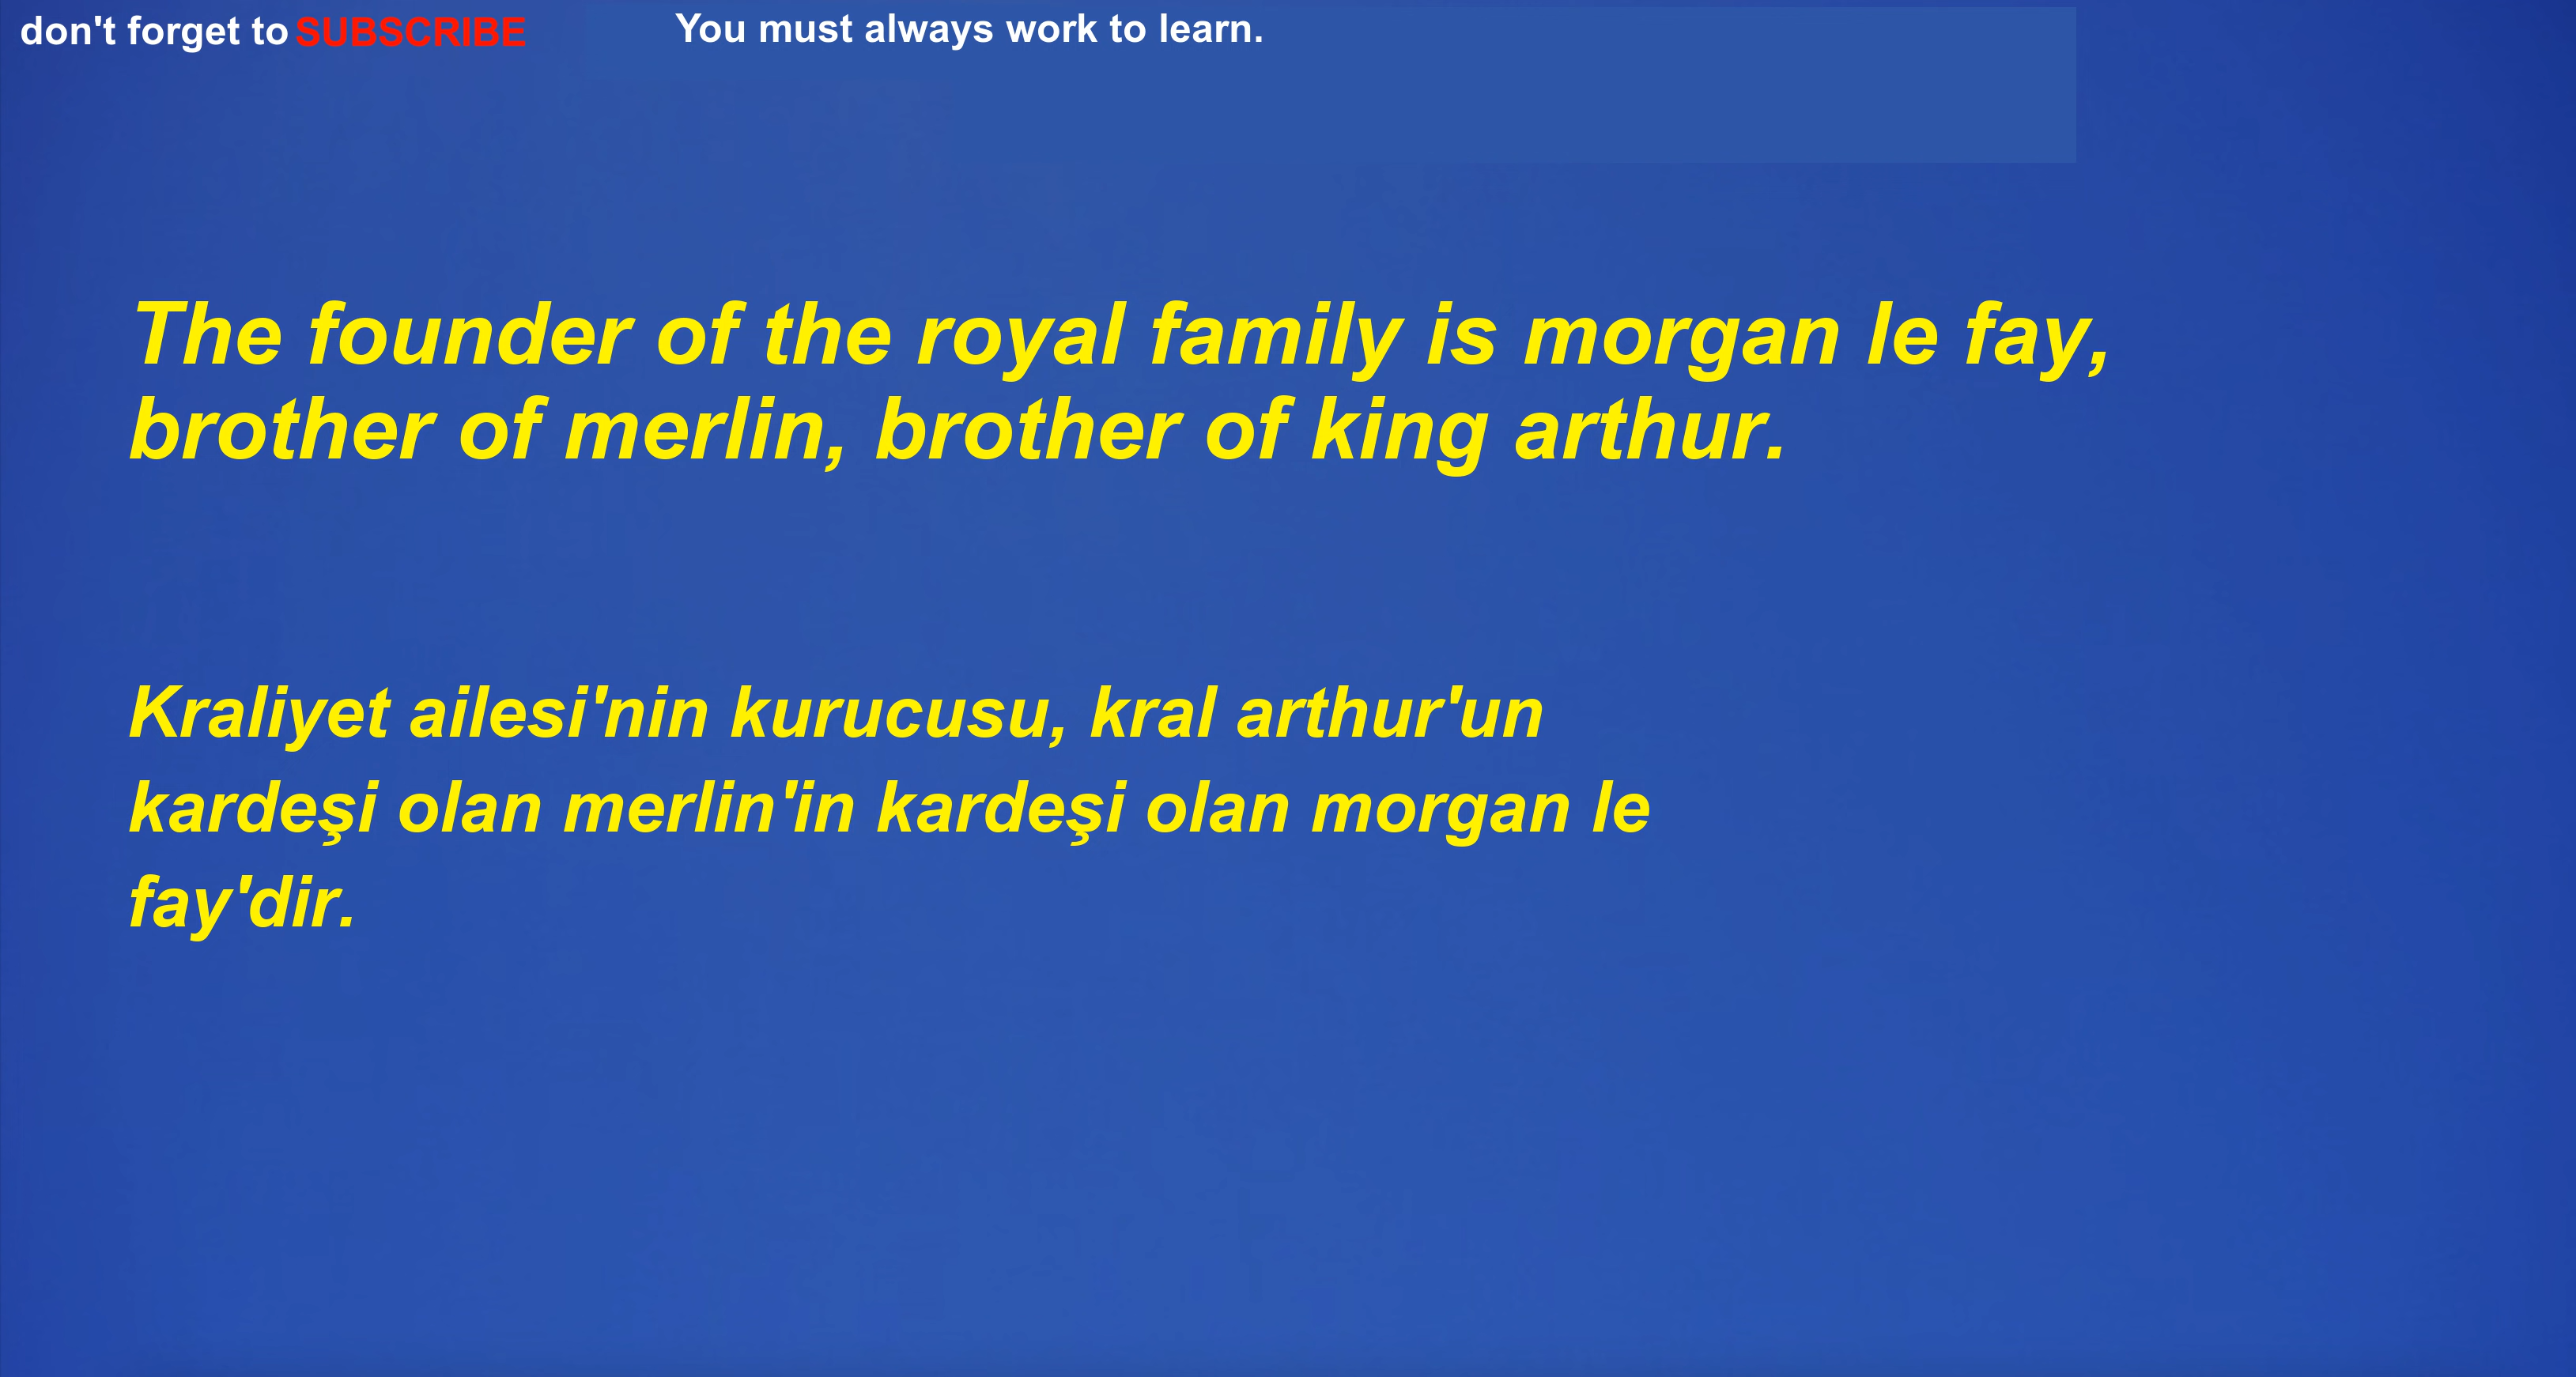 don't forget to SUBSCRIBE
You must always work to learn.
The founder of the royal family is morgan le fay,
brother of merlin, brother of king arthur.
Kraliyet ailesi'nin kurucusu, kral arthur'un
kardeşi olan merlin'in kardeşi olan morgan le
fay'dir.